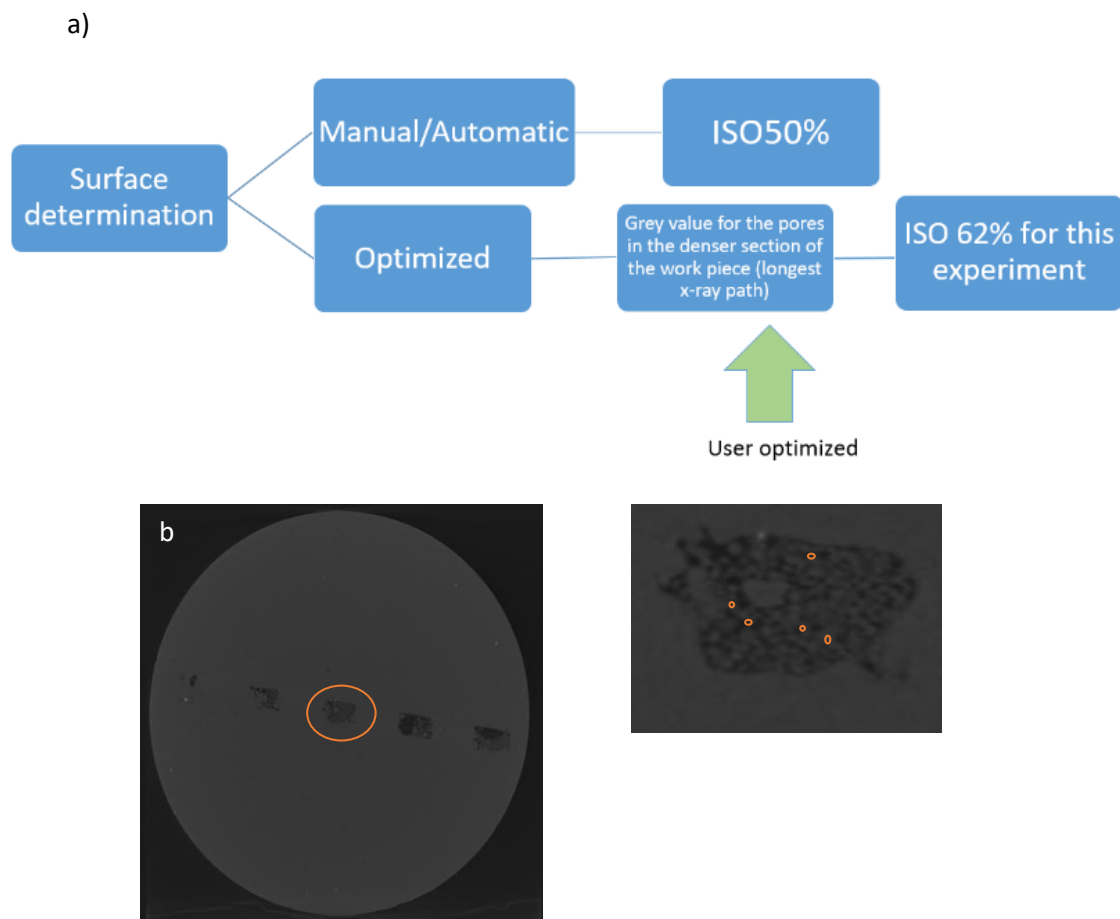 a)
Surface
determination
Manual/Automatic
ISO50%
Optimized
Grey value for the pores
in the denser section of
the work piece (longest
x-ray path)
ISO 62% for this
experiment
User optimized
b